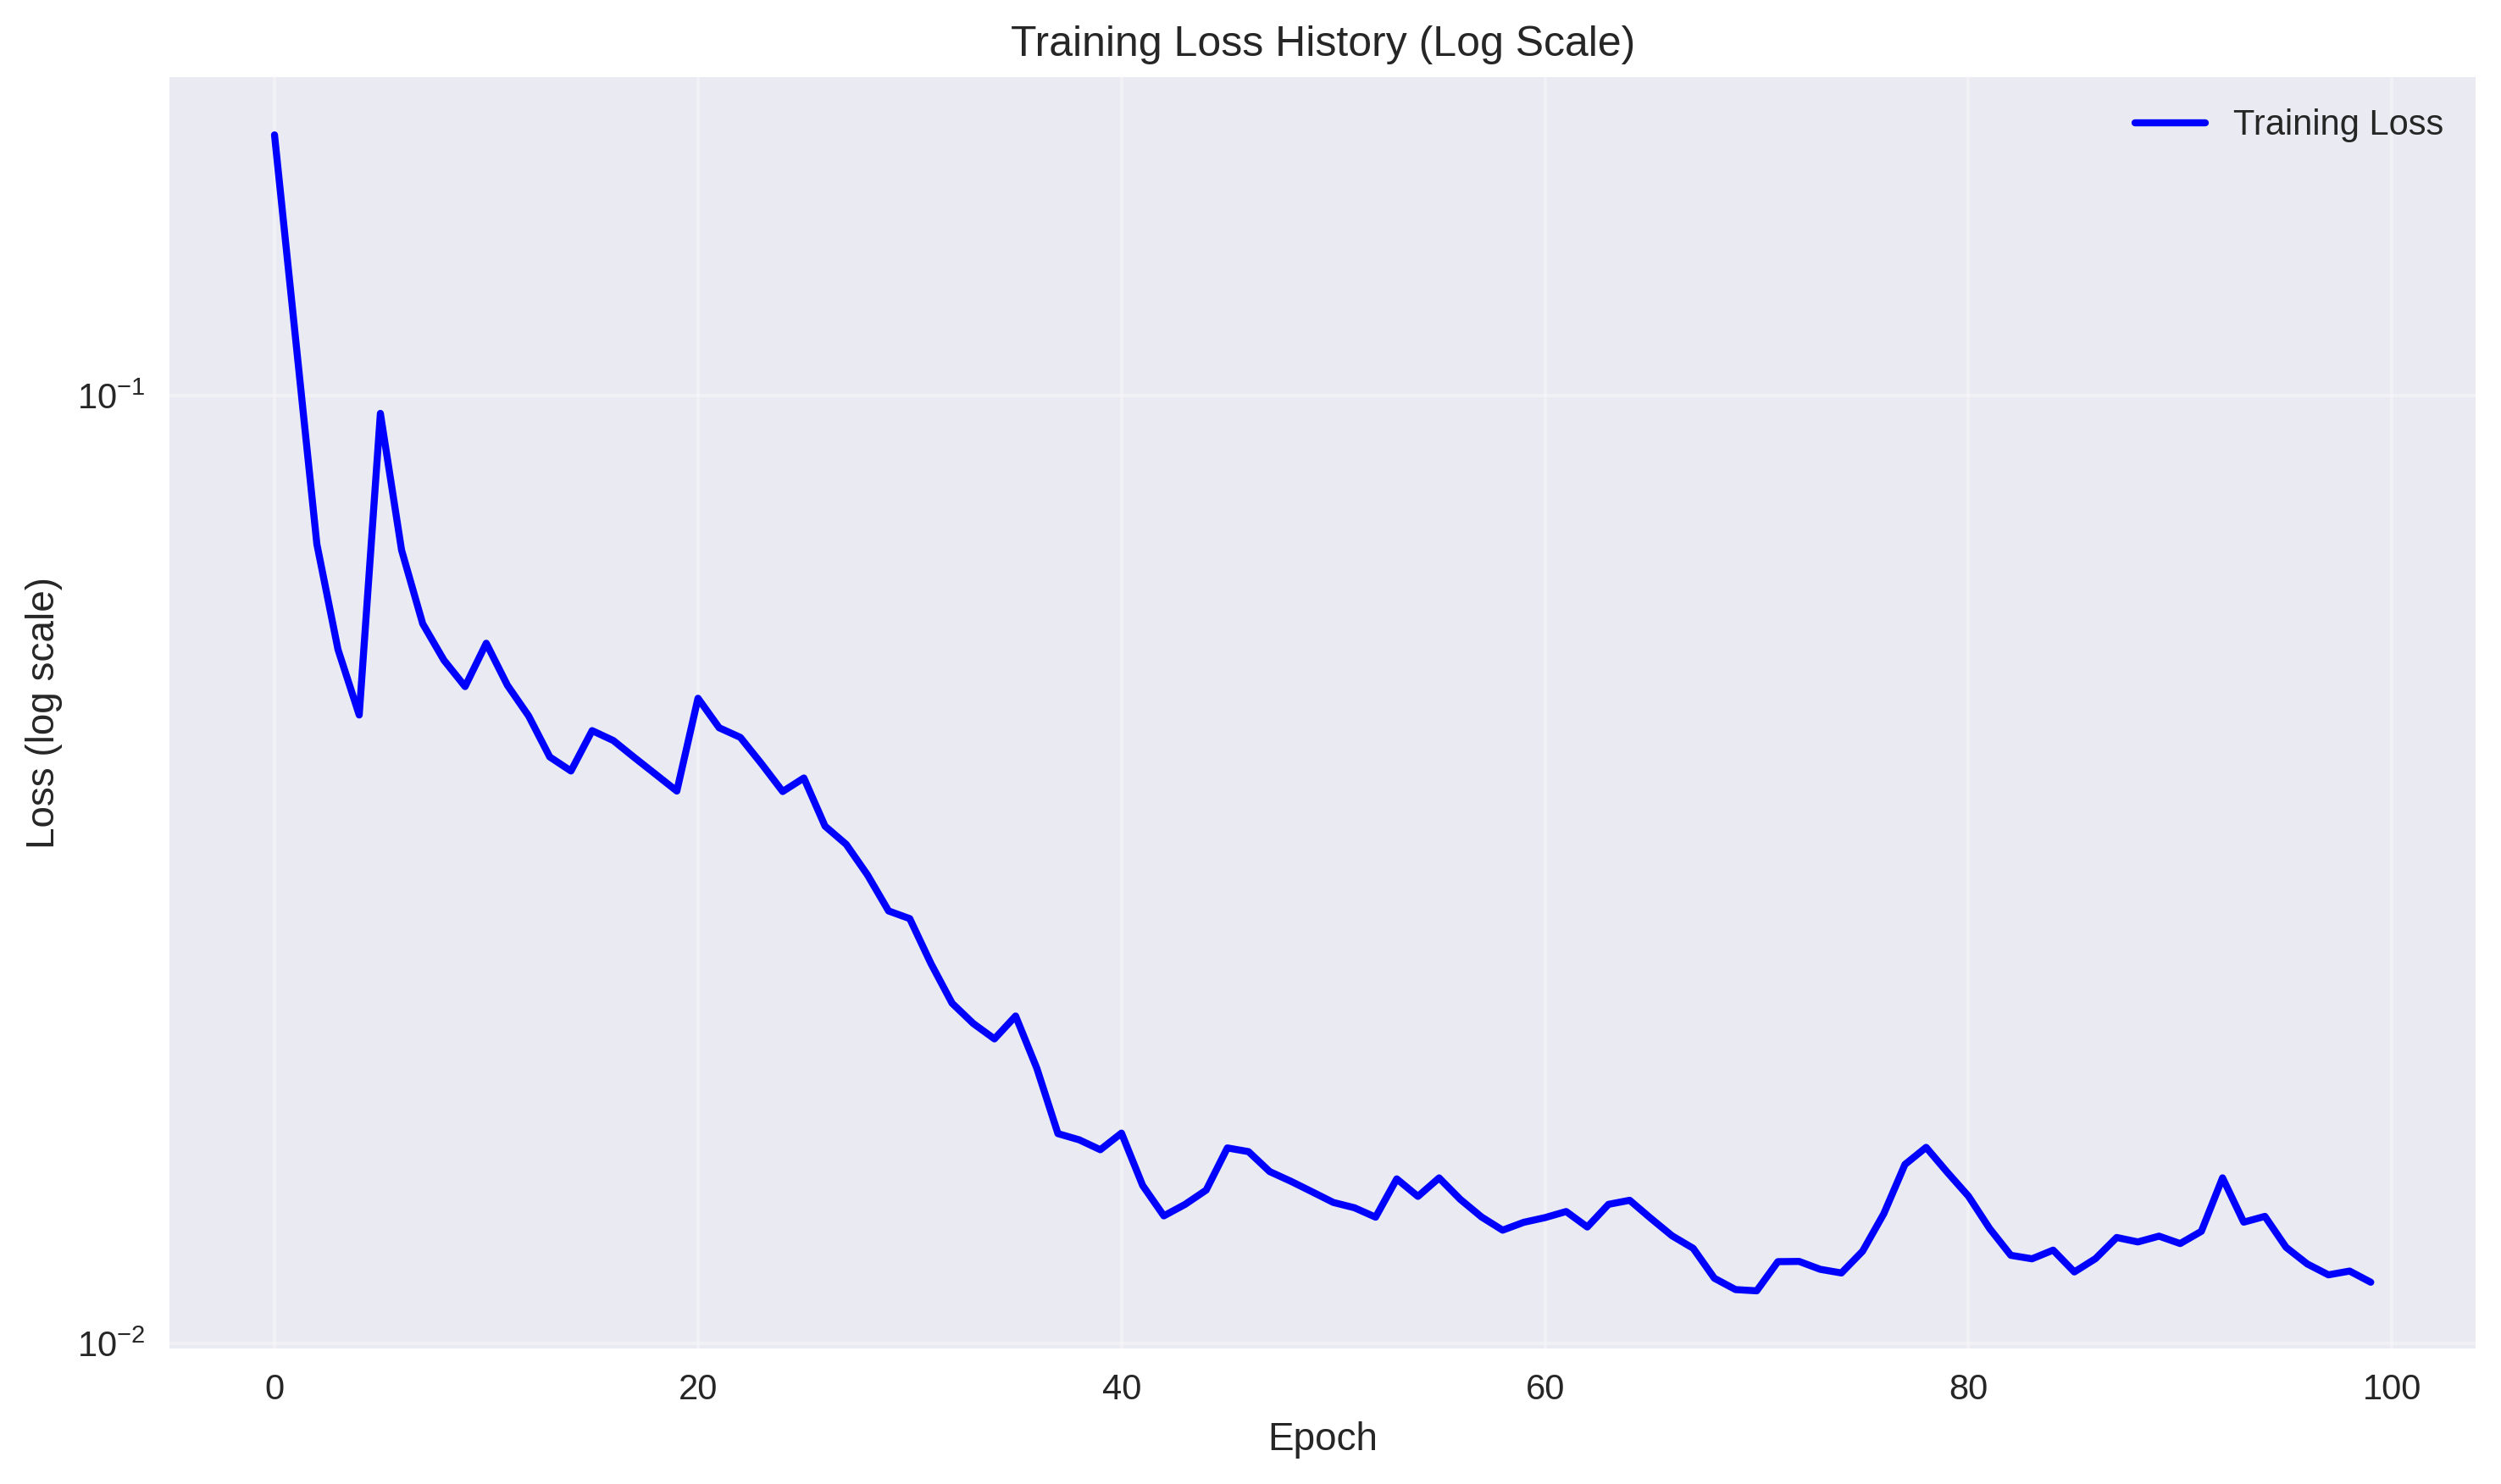 Training Loss History (Log Scale)
Training Loss
10⁻¹
Loss (log scale)
10⁻²
0 20 40 60 80 100
Epoch